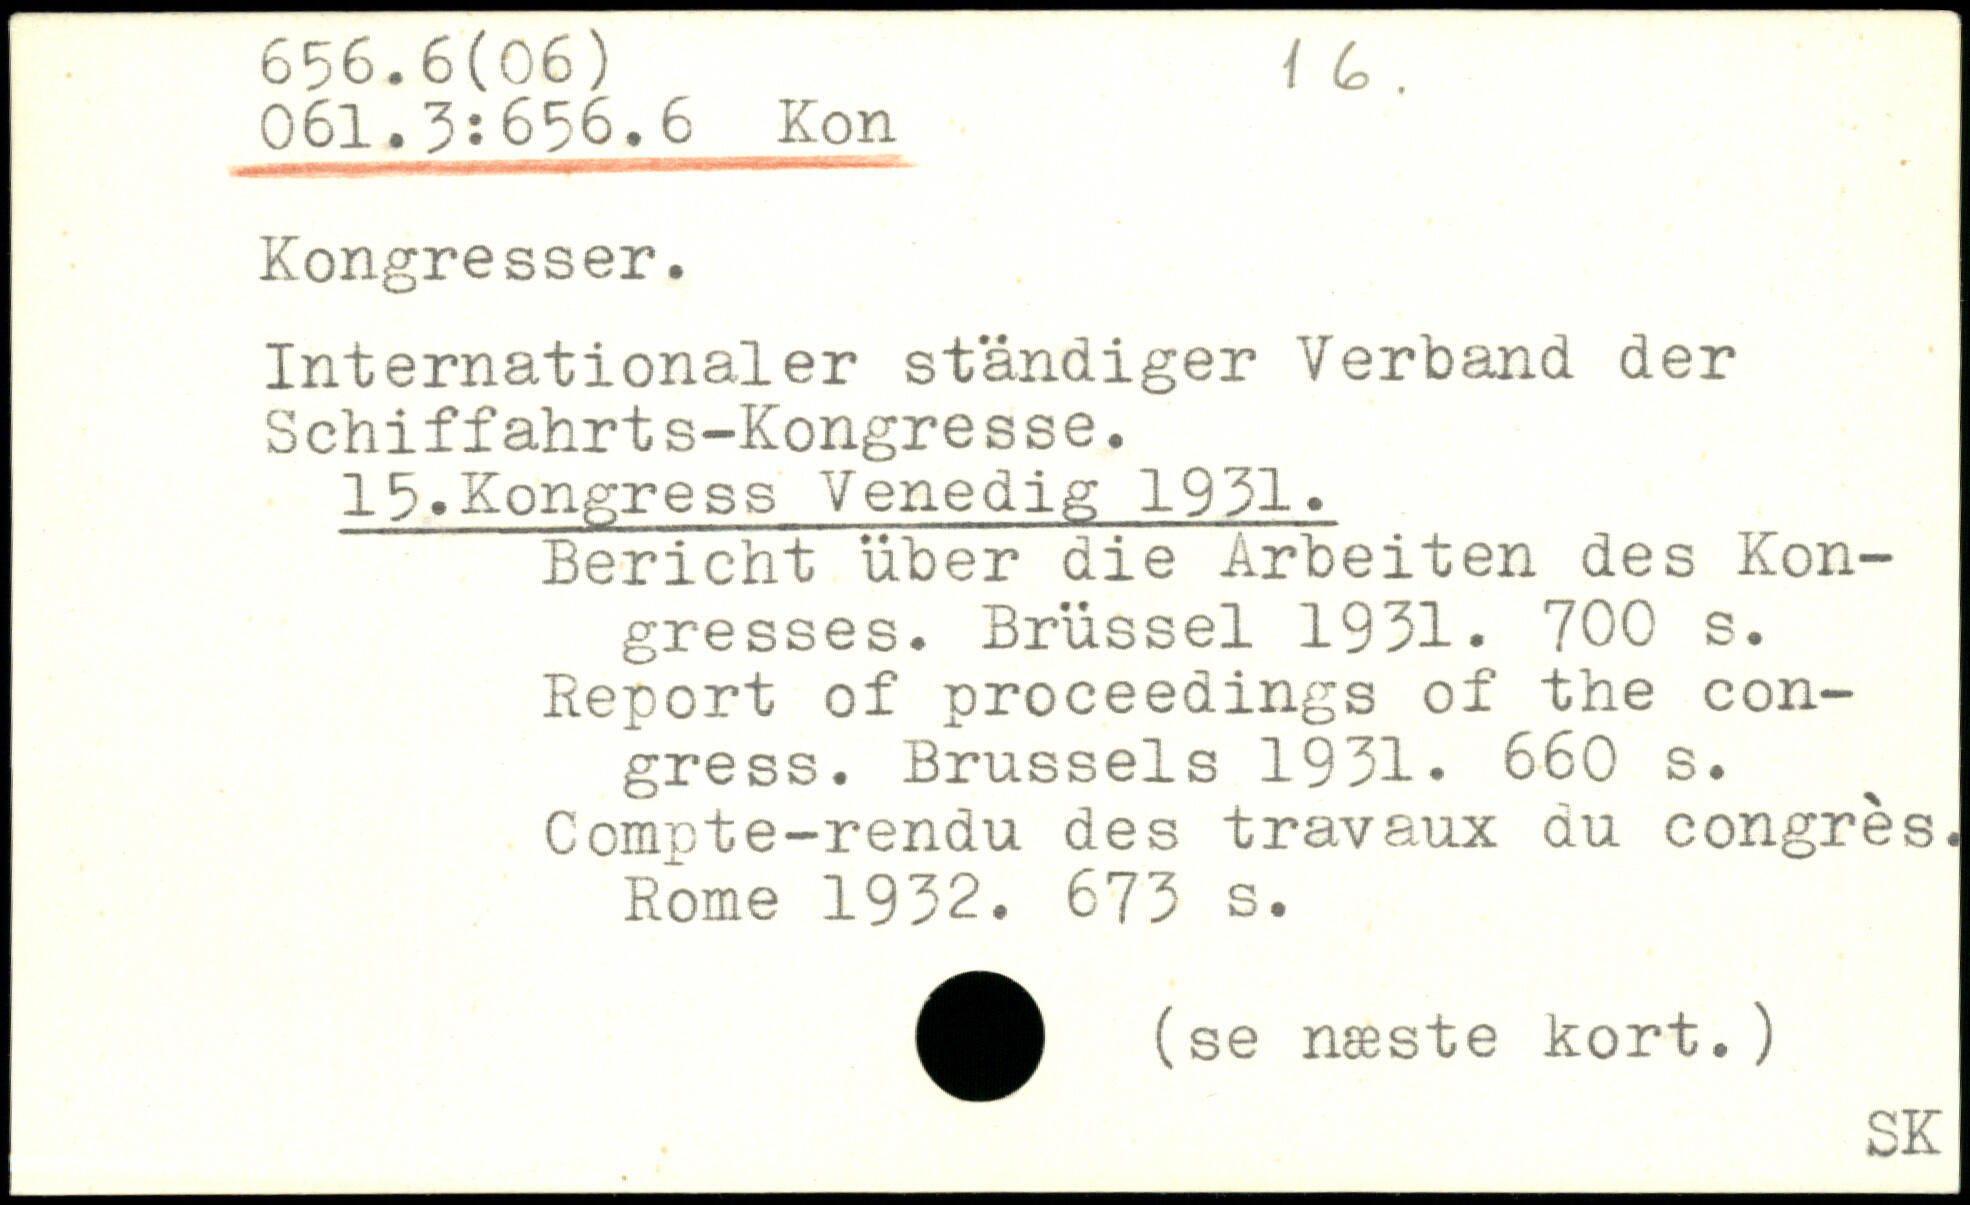 656.6(06) 16.
061.3:656.6 Kon
Kongresser.
Internationaler ständiger Verband der
Schiffahrts-Kongresse.
15.Kongress Venedig 1931.
Bericht über die Arbeiten des Kon-
gresses. Brüssel 1931. 700 s.
Report of proceedings of the con-
gress. Brussels 1931. 660 s.
Compte-rendu des travaux du congrès.
Rome 1932. 673 s.
(se næste kort.)
SK